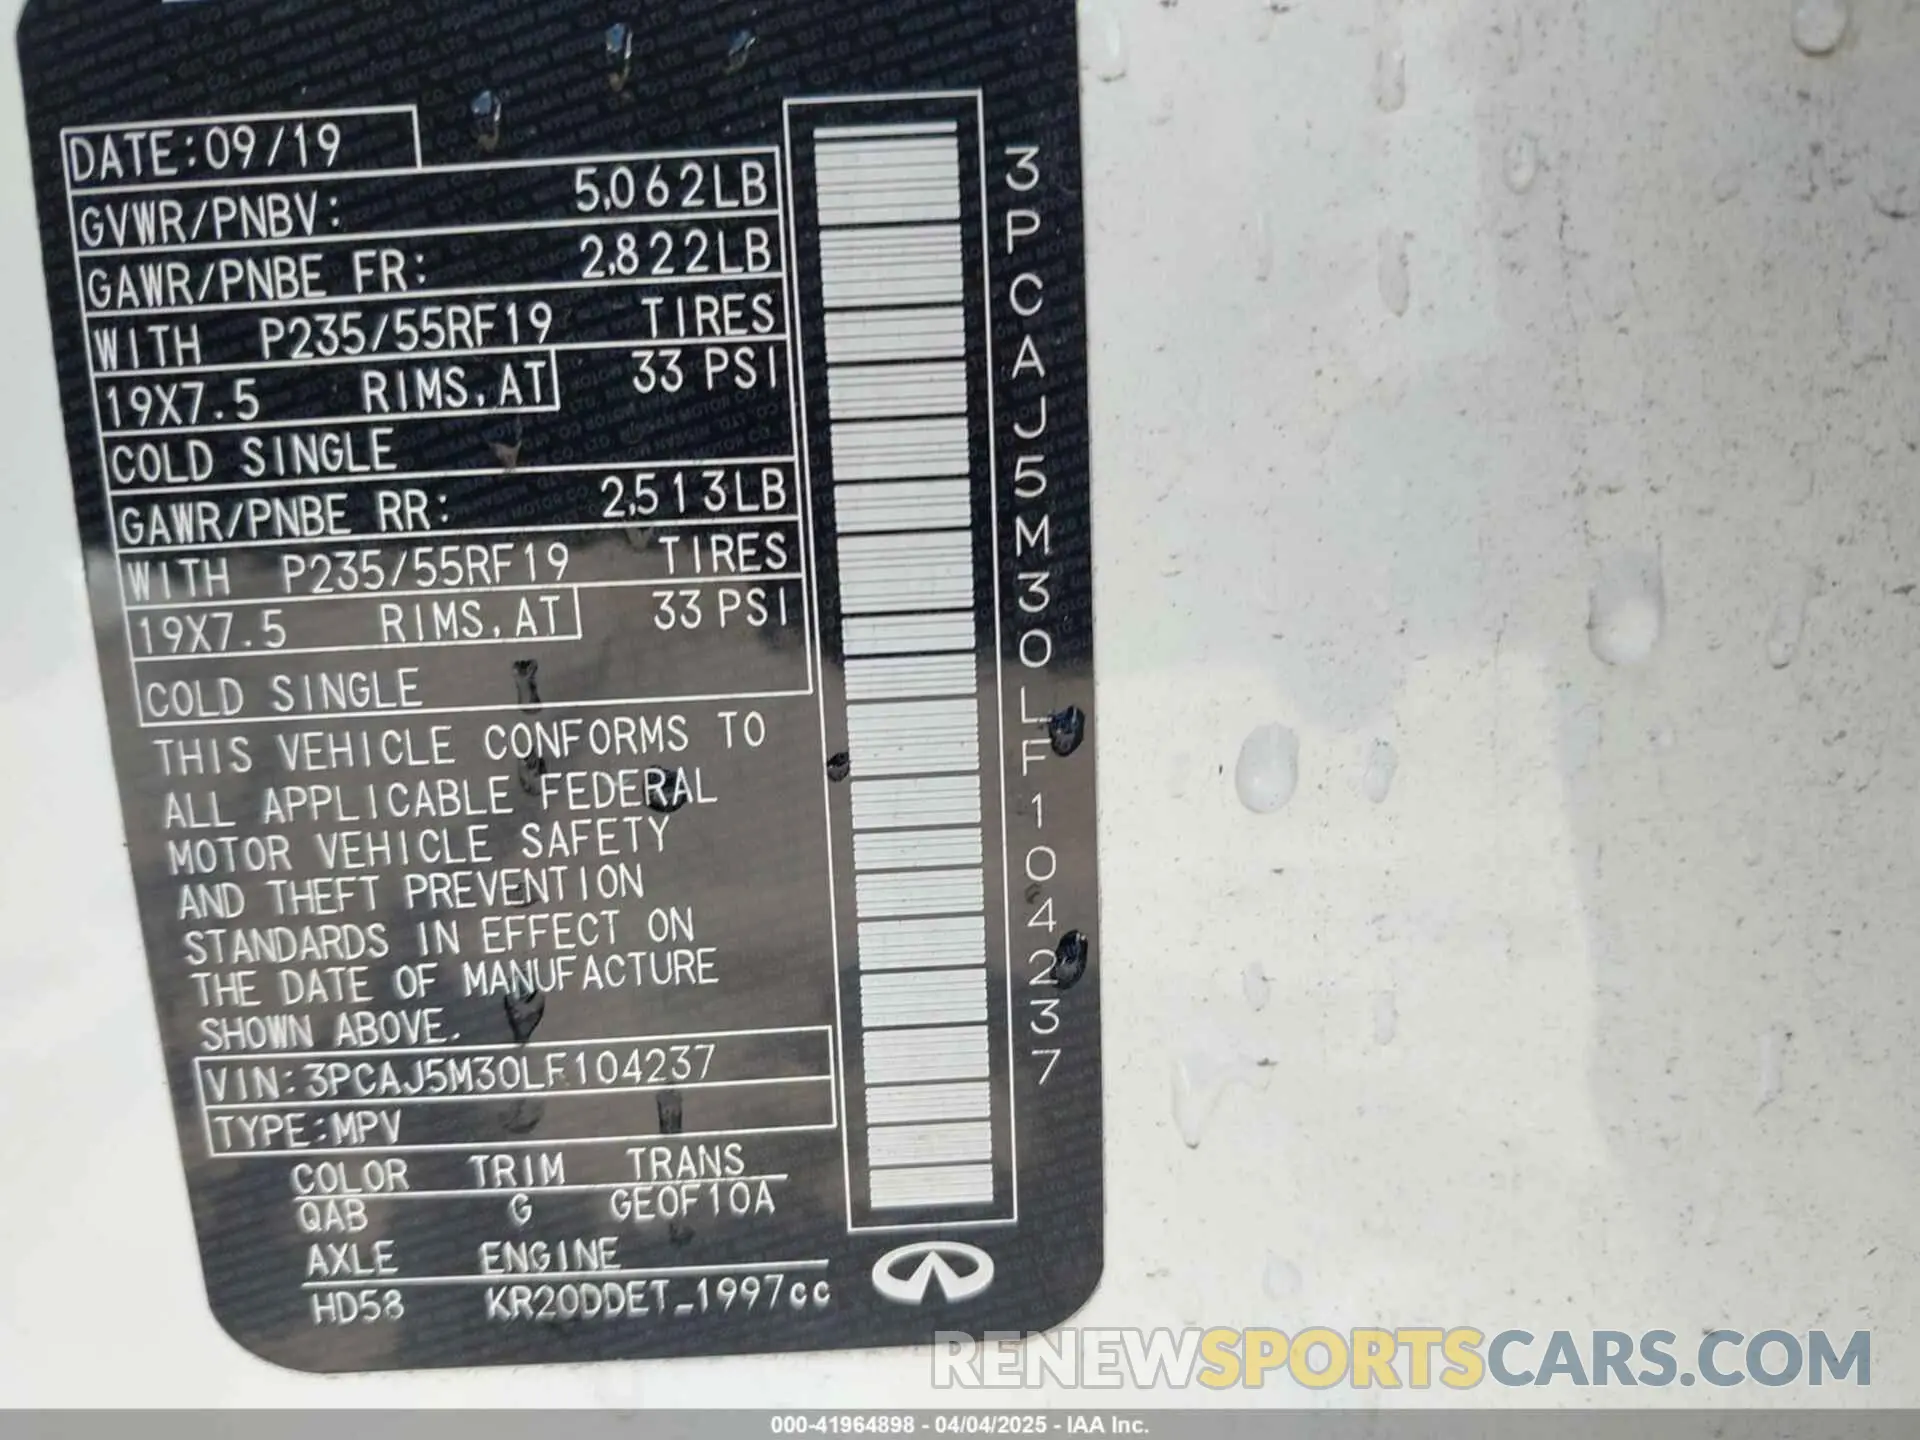 DATE:09/19
GVWR/PNBV: 5,062LB
GAWR/PNBE FR: 2,822LB
WITH P235/55RF19 TIRES
19X7.5 RIMS, AT 33 PSI
COLD SINGLE
GAWR/PNBE RR: 2,513LB
WITH P235/55RF19 TIRES
19X7.5 RIMS, AT 33 PSI
COLD SINGLE
THIS VEHICLE CONFORMS TO
ALL APPLICABLE FEDERAL
MOTOR VEHICLE SAFETY
AND THEFT PREVENTION
STANDARDS IN EFFECT ON
THE DATE OF MANUFACTURE
SHOWN ABOVE.
VIN:3PCAJ5M30LF104237
TYPE:MPV
COLOR TRIM TRANS
QAB G GE0F10A
AXLE ENGINE
HD58 KR20DDET_1997cc
3PCAJ5M30LF104237
RENEWSPORTSCARS.COM
000-41964898 - 04/04/2025 - IAA Inc.